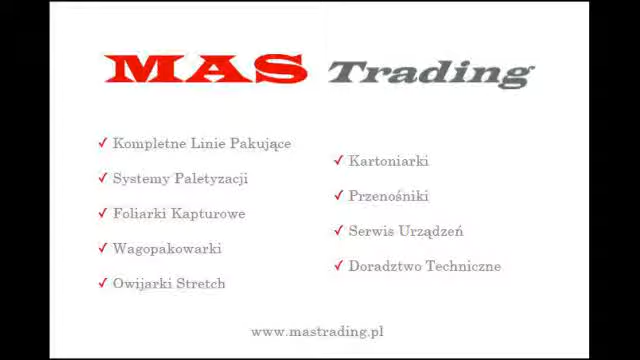 MAS Trading
✓ Kompletne Linie Pakujące
✓ Systemy Paletyzacji
✓ Foliarki Kapturowe
✓ Wagopakowarki
✓ Owijarki Stretch
✓ Kartoniarki
✓ Przenośniki
✓ Serwis Urządzeń
✓ Doradztwo Techniczne
www.mastrading.pl